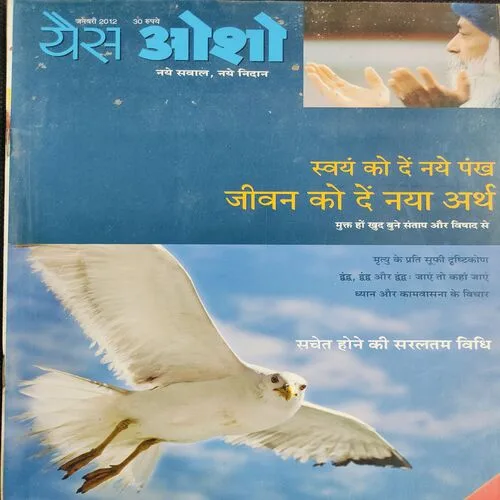 जनवरी 2012 30 रुपये
यैस ओशो
नये सवाल, नये निदान
स्वयं को दें नये पंख
जीवन को दें नया अर्थ
मुक्त हों खुद बुने संताप और विषाद से
मृत्यु के प्रति सूफी दृष्टिकोण
द्वंद्व, द्वंद्व और द्वंद्व: जाएं तो कहां जाएं
ध्यान और कामवासना के विचार
सचेत होने की सरलतम विधि